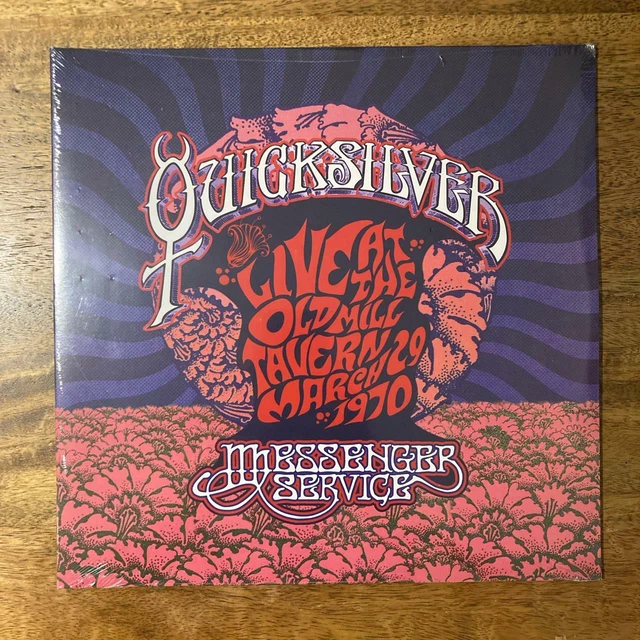 QUICKSILVER
LIVE AT
THE
OLD MILL
TAVERN
MARCH 29
1970
MESSENGER
SERVICE